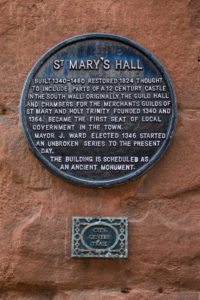 ST MARY'S HALL
BUILT 1340-1460 RESTORED 1824 THOUGHT
TO INCLUDE PARTS OF A 12 CENTURY CASTLE
IN THE SOUTH WALL: ORIGINALLY THE GUILD HALL
AND CHAMBERS FOR THE MERCHANTS GUILDS OF
ST MARY AND HOLY TRINITY FOUNDED 1340 AND
1364. BECAME THE FIRST SEAT OF LOCAL
GOVERNMENT IN THE TOWN.
MAYOR J. WARD ELECTED 1346 STARTED
AN UNBROKEN SERIES TO THE PRESENT
DAY.
THE BUILDING IS SCHEDULED AS
AN ANCIENT MONUMENT.
CITY
CENTRE
TRAIL